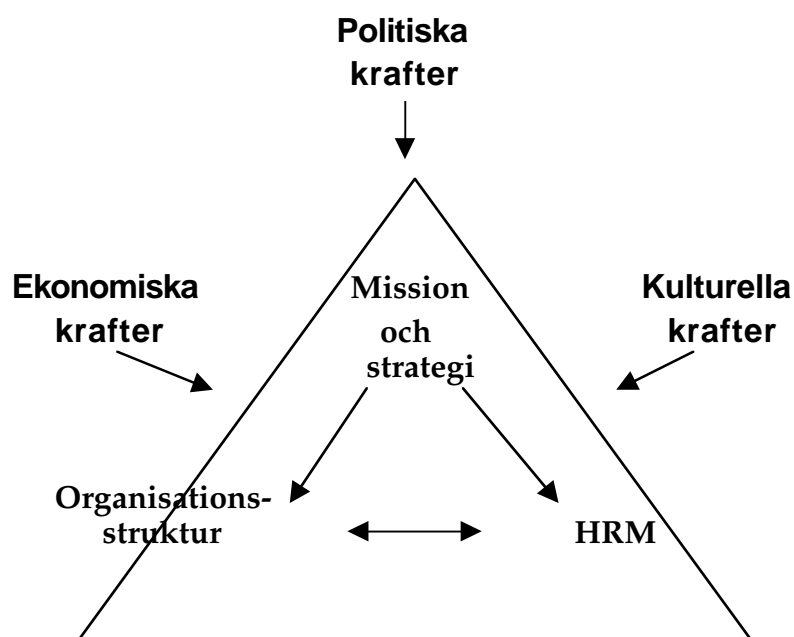 Politiska
krafter
Ekonomiska
krafter
Mission
och
strategi
Kulturella
krafter
Organisations-
struktur
HRM